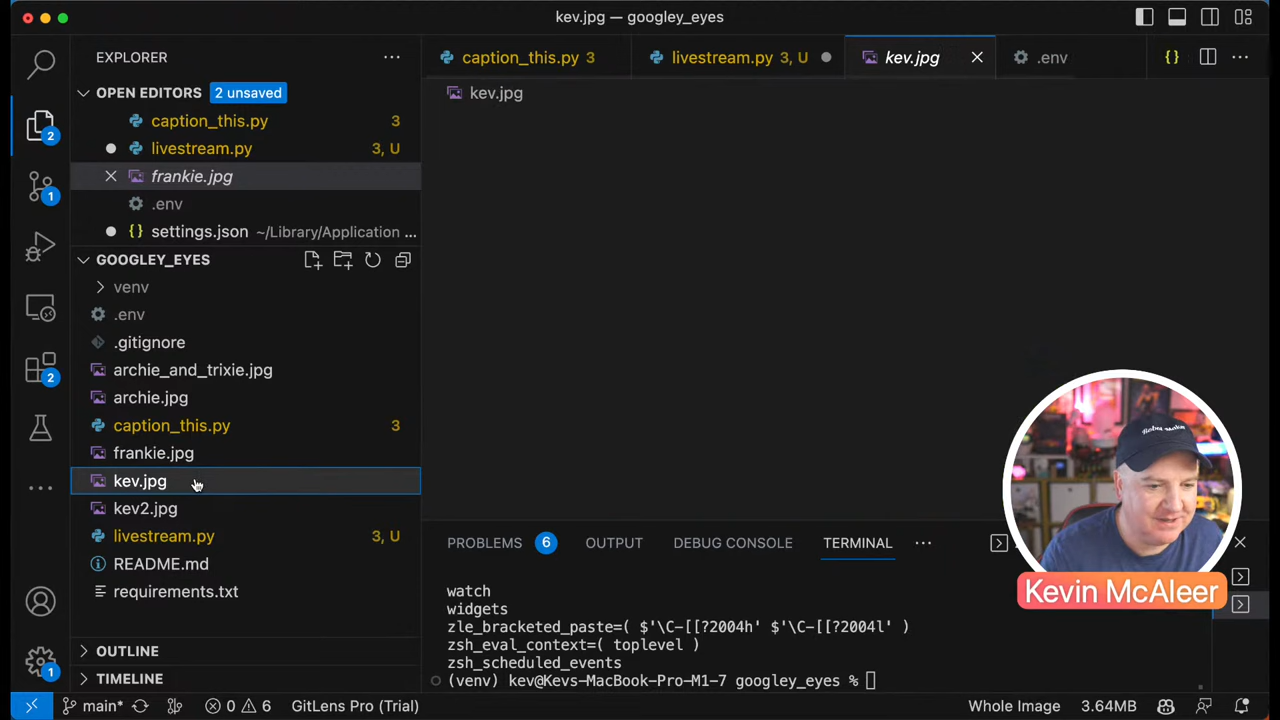 kev.jpg — googley_eyes
EXPLORER
OPEN EDITORS 2 unsaved
caption_this.py 3
livestream.py 3, U
frankie.jpg
.env
settings.json ~/Library/Application ...
GOOGLEY_EYES
venv
.env
.gitignore
archie_and_trixie.jpg
archie.jpg
caption_this.py 3
frankie.jpg
kev.jpg
kev2.jpg
livestream.py 3, U
README.md
requirements.txt
OUTLINE
TIMELINE
2
1
2
1
caption_this.py 3
livestream.py 3, U
kev.jpg
.env
kev.jpg
PROBLEMS 6 OUTPUT DEBUG CONSOLE TERMINAL
watch
widgets
zle_bracketed_paste=( $'\C-[[?2004h' $'\C-[[?2004l' )
zsh_eval_context=( toplevel )
zsh_scheduled_events
(venv) kev@Kevs-MacBook-Pro-M1-7 googley_eyes %
Kevin McAleer
main* 0 6 GitLens Pro (Trial) Whole Image 3.64MB